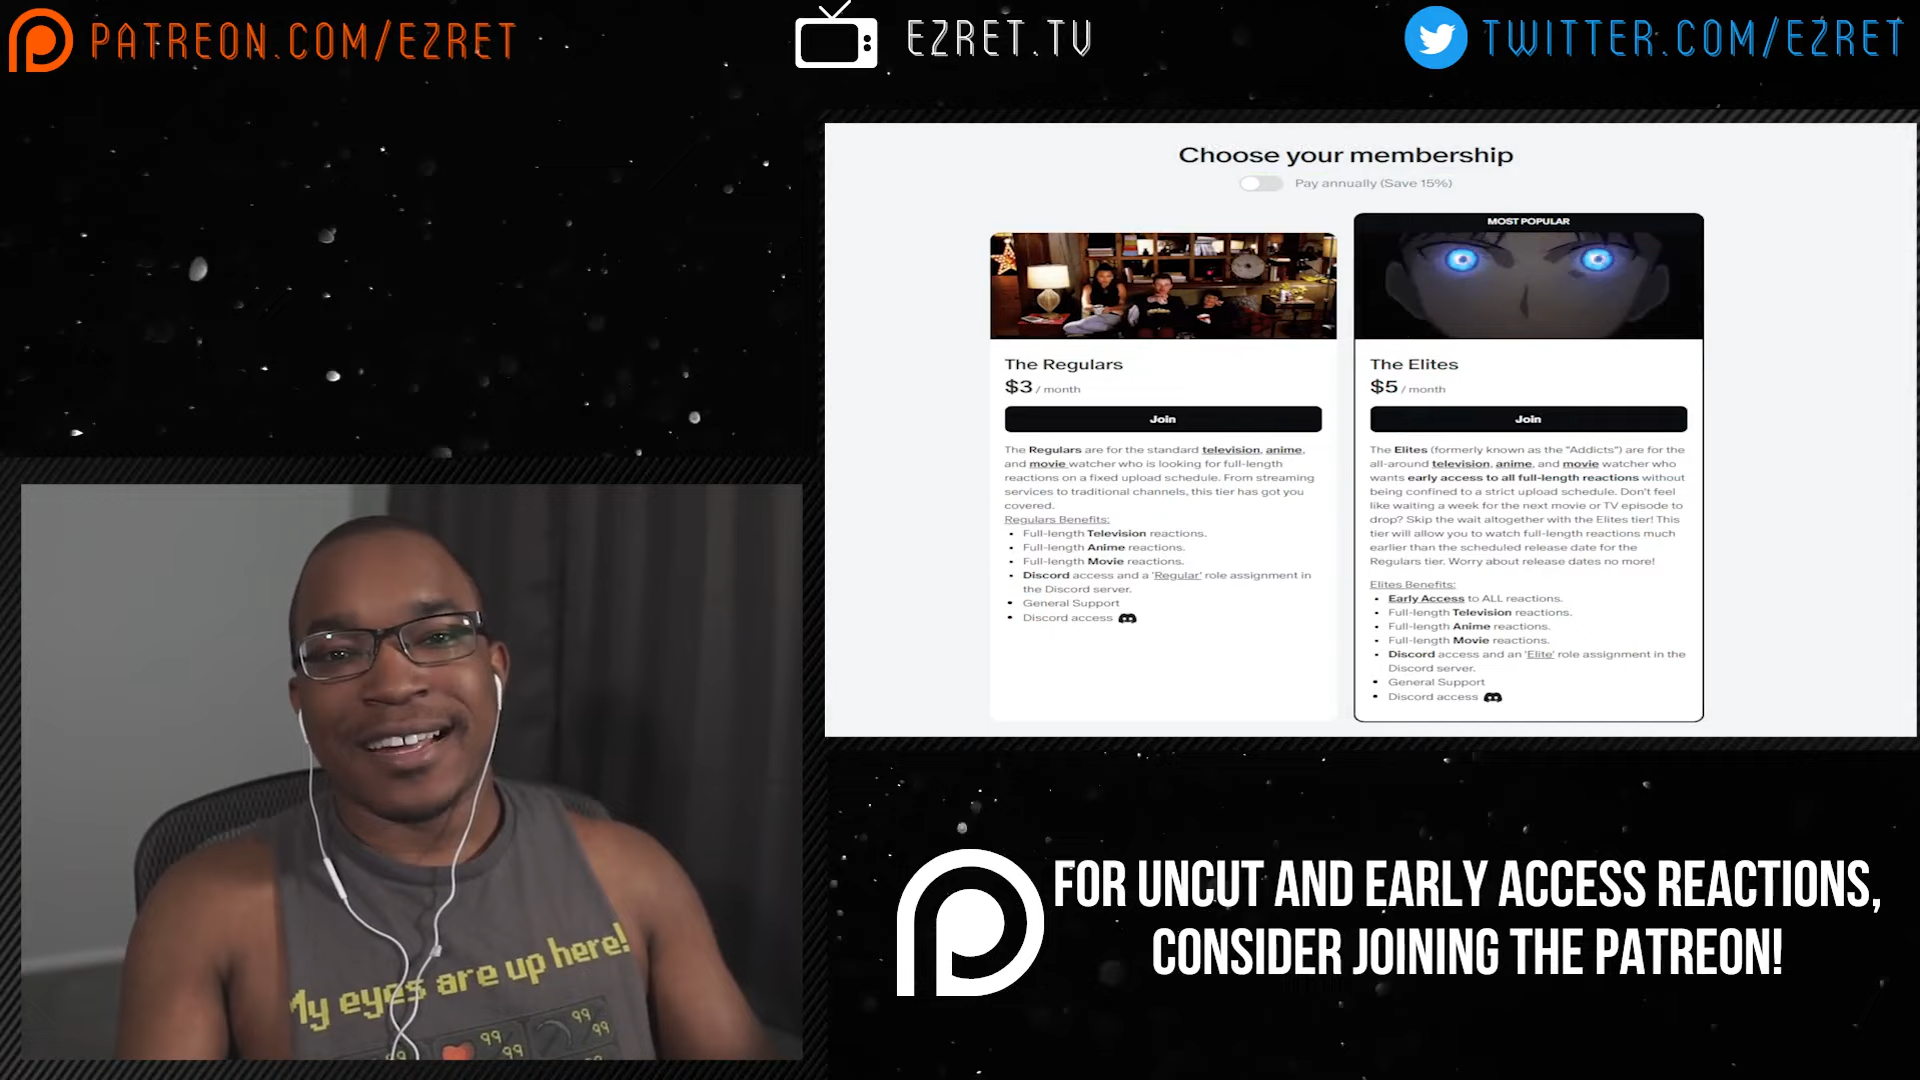 PATREON.COM/EZRET
EZRET.TV
TWITTER.COM/EZRET
Choose your membership
Pay annually (Save 15%)
The Regulars
$3 / month
Join
The Regulars are for the standard television, anime,
and movie watcher who is looking for full-length
reactions on a fixed upload schedule. From streaming
services to traditional channels, this tier has got you
covered.
Regulars Benefits:
• Full-length Television reactions.
• Full-length Anime reactions.
• Full-length Movie reactions.
• Discord access and a 'Regular' role assignment in
the Discord server.
• General Support
• Discord access
MOST POPULAR
The Elites
$5 / month
Join
The Elites (formerly known as the "Addicts") are for the
all-around television, anime, and movie watcher who
wants early access to all full-length reactions without
being confined to a strict upload schedule. Don't feel
like waiting a week for the next movie or TV episode to
drop? Skip the wait altogether with the Elites tier! This
tier will allow you to watch full-length reactions much
earlier than the scheduled release date for the
Regulars tier. Worry about release dates no more!
Elites Benefits:
• Early Access to ALL reactions.
• Full-length Television reactions.
• Full-length Anime reactions.
• Full-length Movie reactions.
• Discord access and an 'Elite' role assignment in the
Discord server.
• General Support
• Discord access
My eyes are up here!
99 99
99 99 99
FOR UNCUT AND EARLY ACCESS REACTIONS,
CONSIDER JOINING THE PATREON!